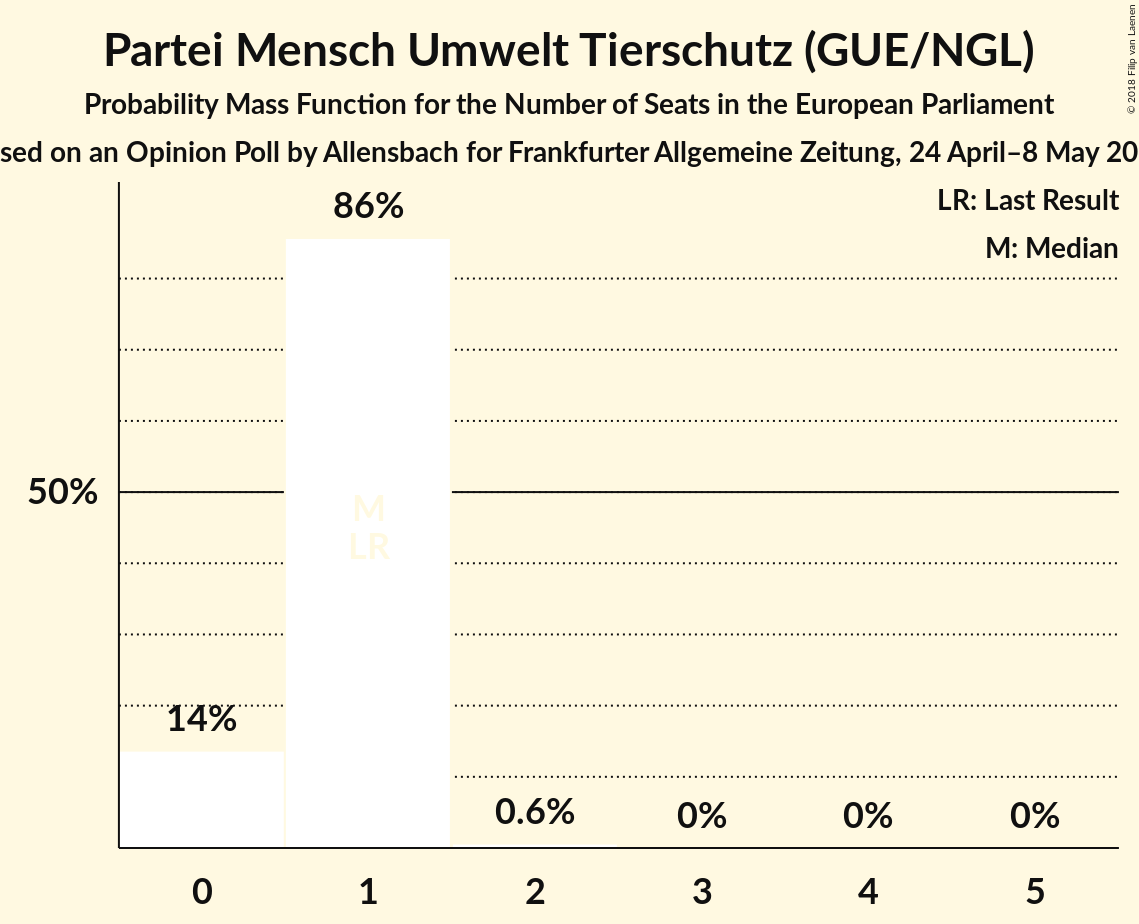 Partei Mensch Umwelt Tierschutz (GUE/NGL)
Probability Mass Function for the Number of Seats in the European Parliament
sed on an Opinion Poll by Allensbach for Frankfurter Allgemeine Zeitung, 24 April–8 May 20
© 2018 Filip van Laenen
LR: Last Result
M: Median
86%
50%
M
LR
14%
0.6%
0%
0%
0%
0
1
2
3
4
5